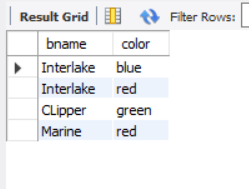 Result Grid Filter Rows:
bname color
Interlake blue
Interlake red
CLipper green
Marine red